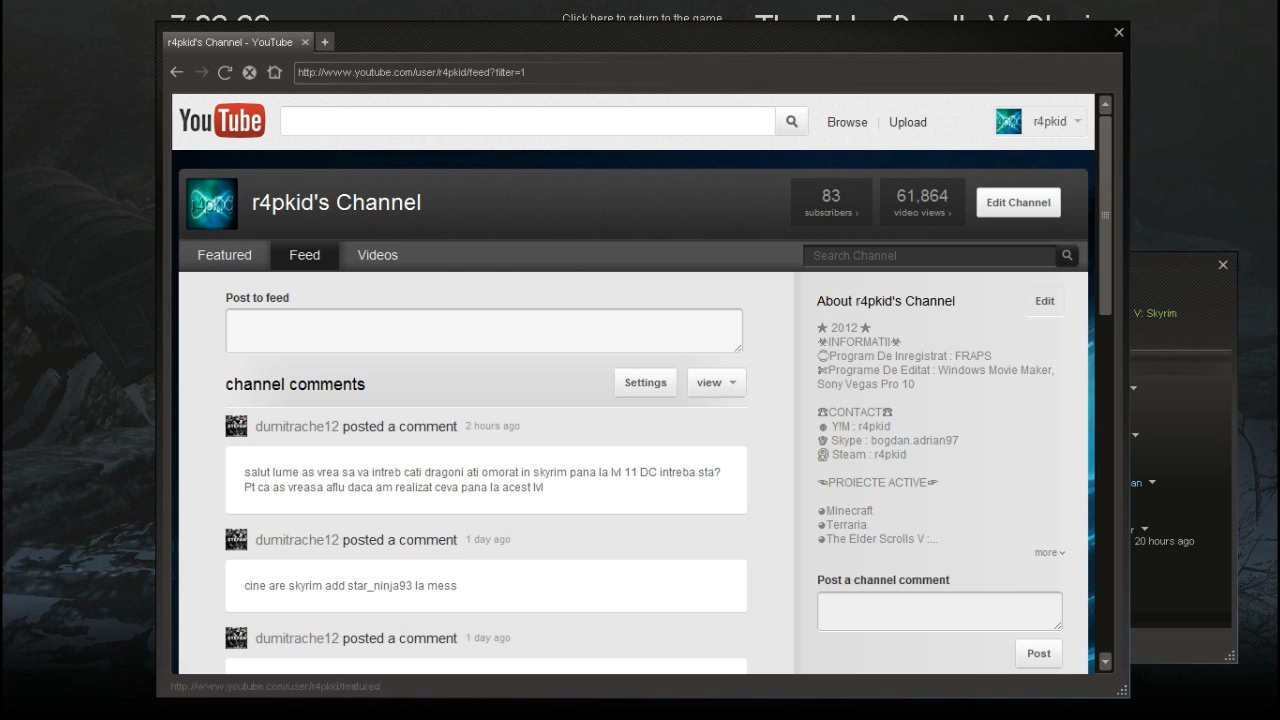 Click here to return to the game
The Elder Scrolls V: Skyrim
r4pkid's Channel - YouTube
http://www.youtube.com/user/r4pkid/feed?filter=1
YouTube
Browse
Upload
r4pkid
r4pkid's Channel
83
subscribers
61,864
video views
Edit Channel
Featured
Feed
Videos
Search Channel
Post to feed
channel comments
Settings
view
dumitrache12 posted a comment 2 hours ago
salut lume as vrea sa va intreb cati dragoni ati omorat in skyrim pana la lvl 11 DC intreba sta?
Pt ca as vreasa aflu daca am realizat ceva pana la acest lvl
dumitrache12 posted a comment 1 day ago
cine are skyrim add star_ninja93 la mess
dumitrache12 posted a comment 1 day ago
About r4pkid's Channel
Edit
★ 2012 ★
☣INFORMATII☣
Program De Inregistrat : FRAPS
✄Programe De Editat : Windows Movie Maker,
Sony Vegas Pro 10
☎CONTACT☎
Y!M : r4pkid
Skype : bogdan.adrian97
Steam : r4pkid
☜PROIECTE ACTIVE☞
Minecraft
Terraria
The Elder Scrolls V :...
more
Post a channel comment
Post
V: Skyrim
20 hours ago
http://www.youtube.com/user/r4pkid/featured